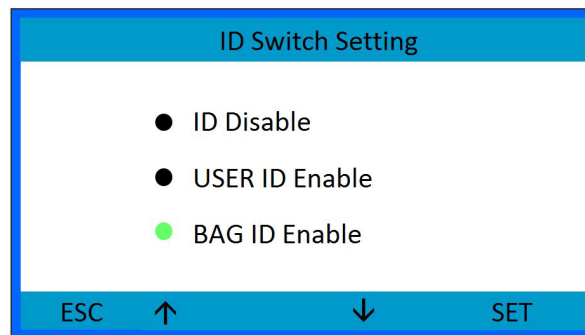 ID Switch Setting
● ID Disable
● USER ID Enable
● BAG ID Enable
ESC ↑ ↓ SET